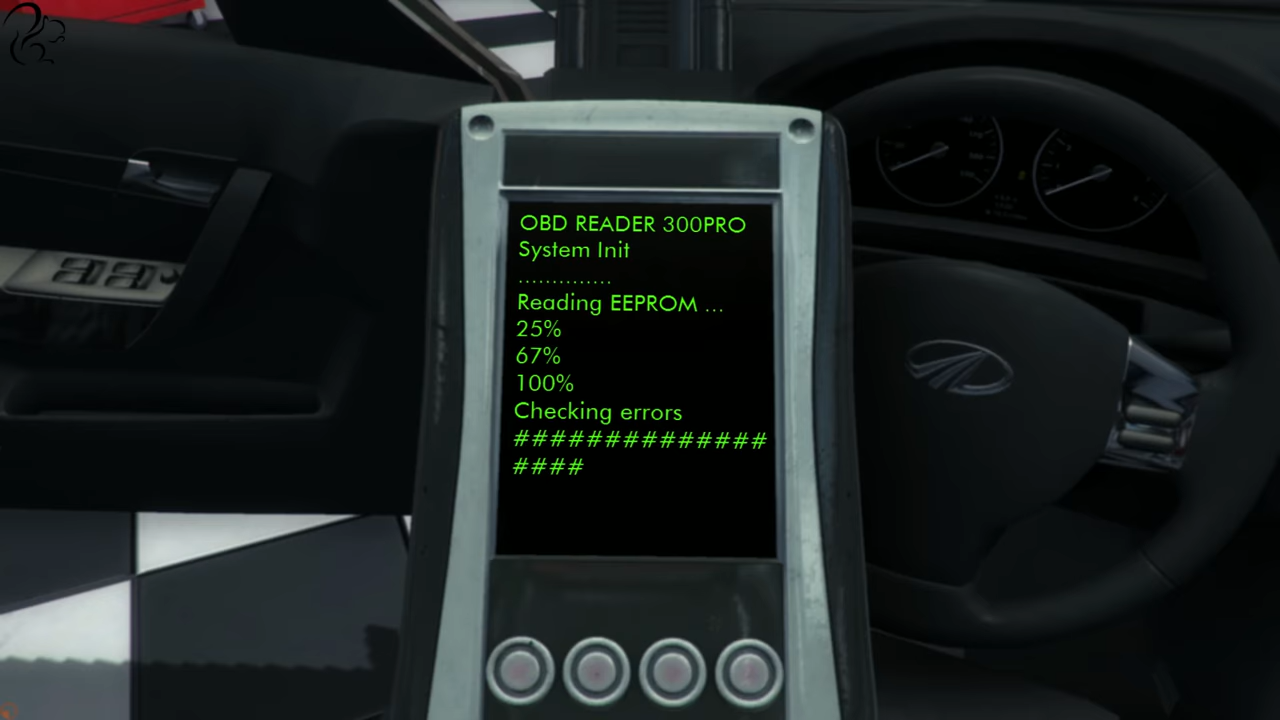 OBD READER 300PRO
System Init
..............
Reading EEPROM ...
25%
67%
100%
Checking errors
##############
####